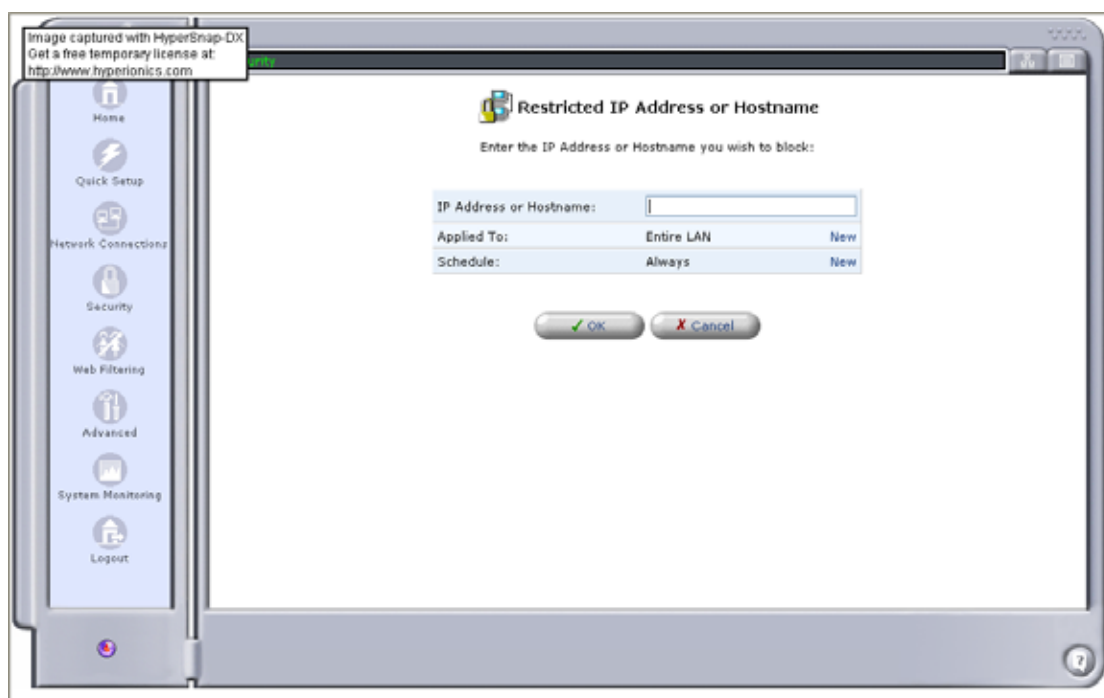 Image captured with HyperSnap-DX
Get a free temporary license at:
http://www.hyperionics.com
urity
Home
Quick Setup
Network Connections
Security
Web Filtering
Advanced
System Monitoring
Logout
Restricted IP Address or Hostname
Enter the IP Address or Hostname you wish to block:
IP Address or Hostname:
Applied To: Entire LAN New
Schedule: Always New
OK Cancel
?